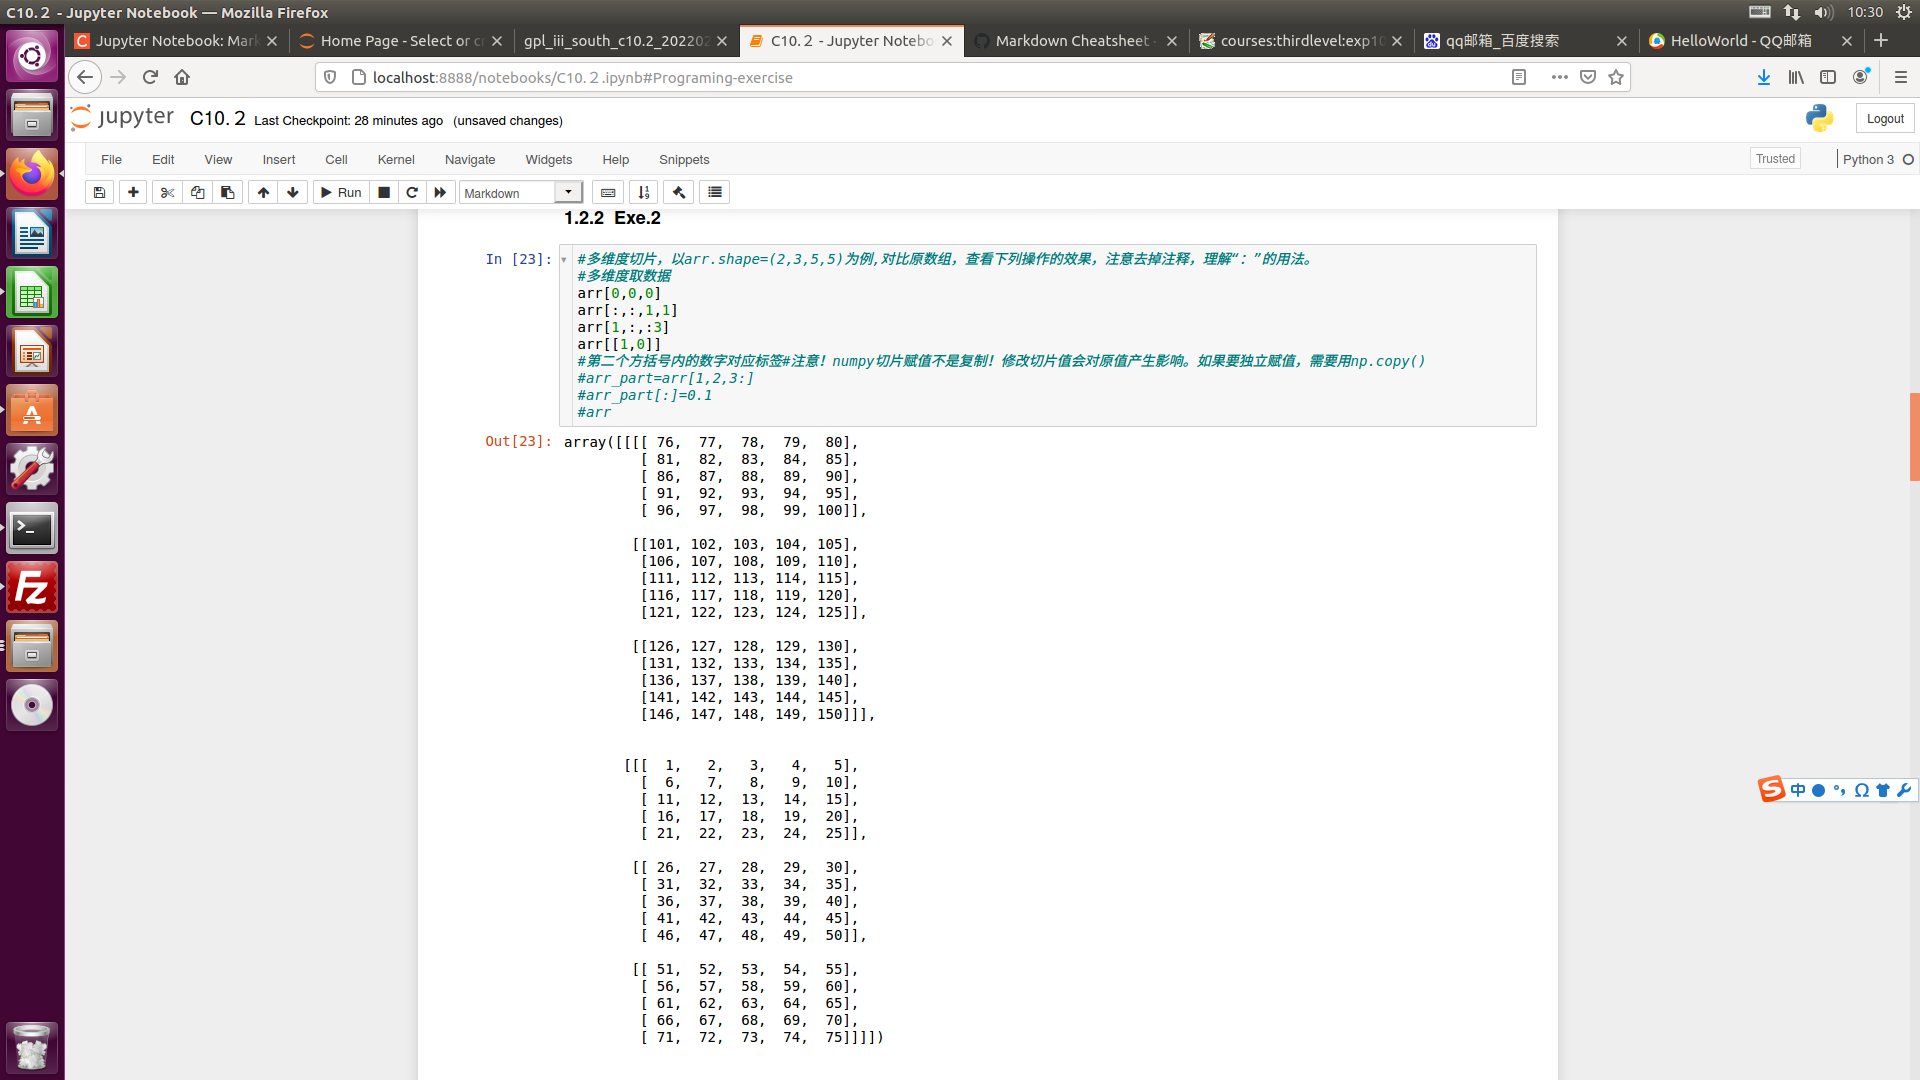 C10.2 - Jupyter Notebook — Mozilla Firefox
10:30
Jupyter Notebook: Mar
Home Page - Select or c
gpl_iii_south_c10.2_20220
C10.2 - Jupyter Notebo
Markdown Cheatsheet -
courses:thirdlevel:exp10
qq邮箱_百度搜索
HelloWorld - QQ邮箱
localhost:8888/notebooks/C10.2.ipynb#Programing-exercise
jupyter C10.2 Last Checkpoint: 28 minutes ago (unsaved changes)
Logout
File Edit View Insert Cell Kernel Navigate Widgets Help Snippets
Trusted
Python 3
Run
Markdown
1.2.2 Exe.2
In [23]:
#多维度切片，以arr.shape=(2,3,5,5)为例,对比原数组，查看下列操作的效果，注意去掉注释，理解“：”的用法。
#多维度取数据
arr[0,0,0]
arr[:,:,1,1]
arr[1,:,:3]
arr[[1,0]]
#第二个方括号内的数字对应标签#注意！numpy切片赋值不是复制！修改切片值会对原值产生影响。如果要独立赋值，需要用np.copy()
#arr_part=arr[1,2,3:]
#arr_part[:]=0.1
#arr
Out[23]:
array([[[[ 76,  77,  78,  79,  80],
[ 81,  82,  83,  84,  85],
[ 86,  87,  88,  89,  90],
[ 91,  92,  93,  94,  95],
[ 96,  97,  98,  99, 100]],
[[101, 102, 103, 104, 105],
[106, 107, 108, 109, 110],
[111, 112, 113, 114, 115],
[116, 117, 118, 119, 120],
[121, 122, 123, 124, 125]],
[[126, 127, 128, 129, 130],
[131, 132, 133, 134, 135],
[136, 137, 138, 139, 140],
[141, 142, 143, 144, 145],
[146, 147, 148, 149, 150]]],
[[[  1,   2,   3,   4,   5],
[  6,   7,   8,   9,  10],
[ 11,  12,  13,  14,  15],
[ 16,  17,  18,  19,  20],
[ 21,  22,  23,  24,  25]],
[[ 26,  27,  28,  29,  30],
[ 31,  32,  33,  34,  35],
[ 36,  37,  38,  39,  40],
[ 41,  42,  43,  44,  45],
[ 46,  47,  48,  49,  50]],
[[ 51,  52,  53,  54,  55],
[ 56,  57,  58,  59,  60],
[ 61,  62,  63,  64,  65],
[ 66,  67,  68,  69,  70],
[ 71,  72,  73,  74,  75]]]])
中